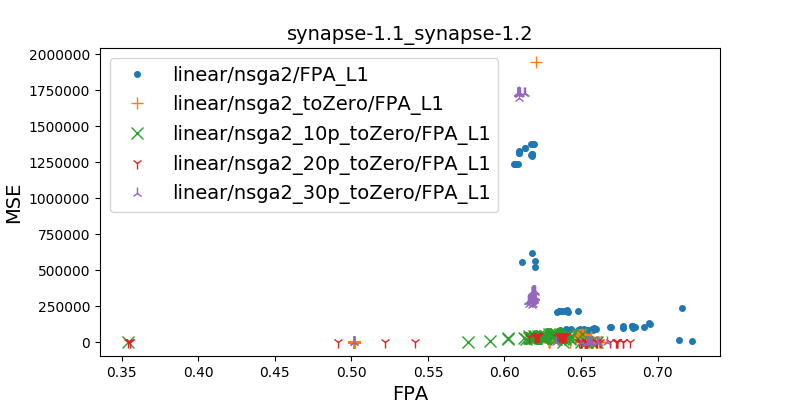 synapse-1.1_synapse-1.2
2000000
1750000
1500000
1250000
1000000
750000
500000
250000
0
MSE
linear/nsga2/FPA_L1
linear/nsga2_toZero/FPA_L1
linear/nsga2_10p_toZero/FPA_L1
linear/nsga2_20p_toZero/FPA_L1
linear/nsga2_30p_toZero/FPA_L1
0.35 0.40 0.45 0.50 0.55 0.60 0.65 0.70
FPA